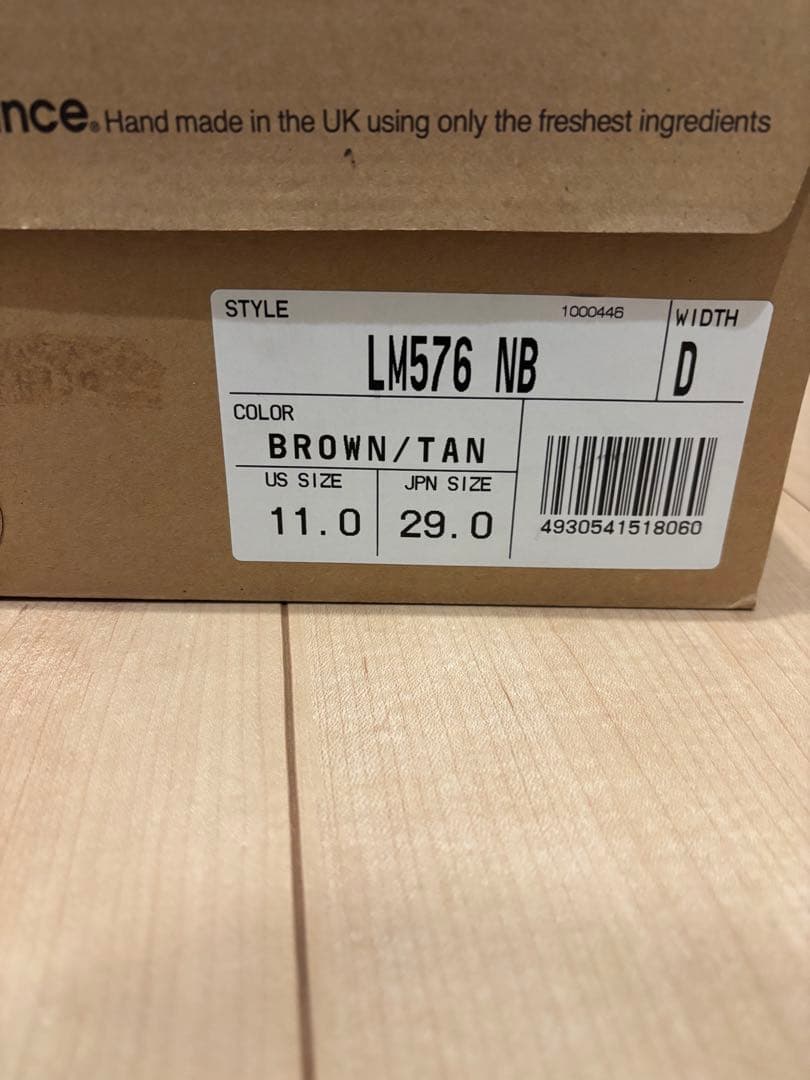 nce. Hand made in the UK using only the freshest ingredients
STYLE 1000446 WIDTH
LM576 NB D
COLOR
BROWN/TAN
US SIZE JPN SIZE
11.0 29.0
4930541518060